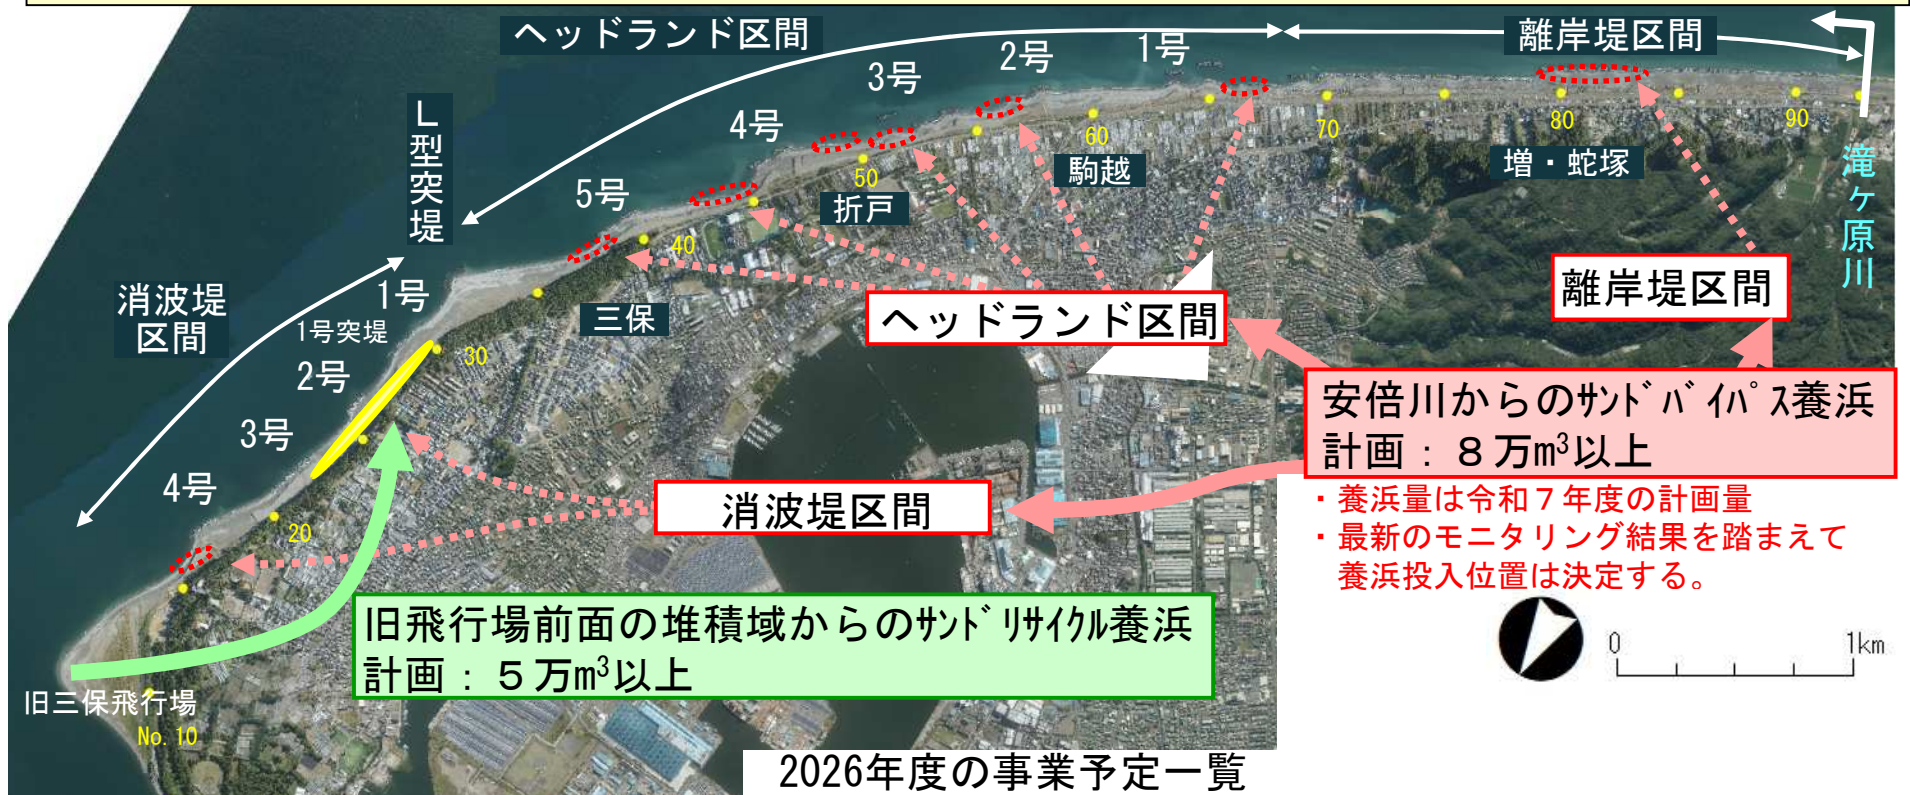 ヘッドランド区間
離岸堤区間
1号
2号
3号
4号
5号
L型突堤
消波堤
区間
1号
1号突堤
2号
3号
4号
90
80
70
60
50
40
30
20
No. 10
増・蛇塚
駒越
折戸
三保
滝ヶ原川
離岸堤区間
ヘッドランド区間
消波堤区間
安倍川からのｻﾝﾄﾞﾊﾞｲﾊﾟｽ養浜
計画：８万m³以上
・養浜量は令和７年度の計画量
・最新のモニタリング結果を踏まえて
養浜投入位置は決定する。
旧飛行場前面の堆積域からのｻﾝﾄﾞﾘｻｲｸﾙ養浜
計画：５万m³以上
旧三保飛行場
0
1km
2026年度の事業予定一覧